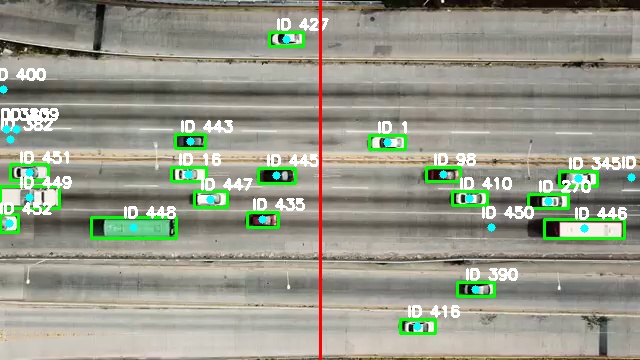 ID 427
D 400
ID 443
ID 1
ID 382
ID 451
ID 16
ID 445
ID 98
ID 345
ID
ID 449
ID 447
ID 410
ID 270
ID 452
ID 448
ID 435
ID 450
ID 446
ID 390
ID 416